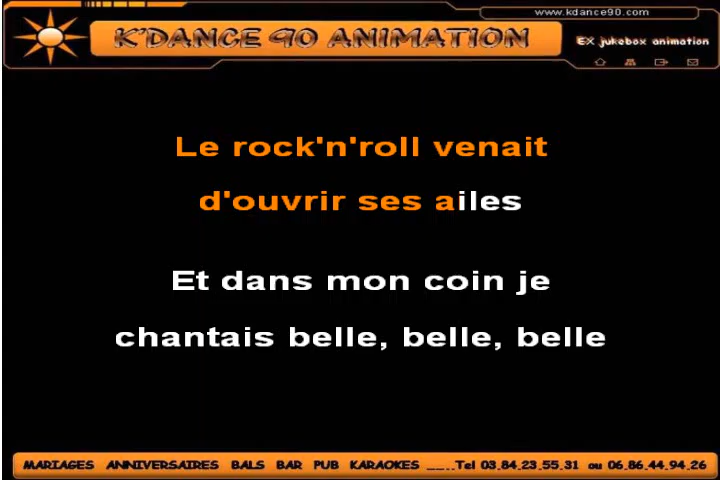 www.kdance90.com
K'DANCE 90 ANIMATION
EX jukebox animation
Le rock'n'roll venait
d'ouvrir ses ailes
Et dans mon coin je
chantais belle, belle, belle
MARIAGES ANNIVERSAIRES BALS BAR PUB KARAOKES __..Tel 03.84.23.55.31 ou 06.86.44.94.26